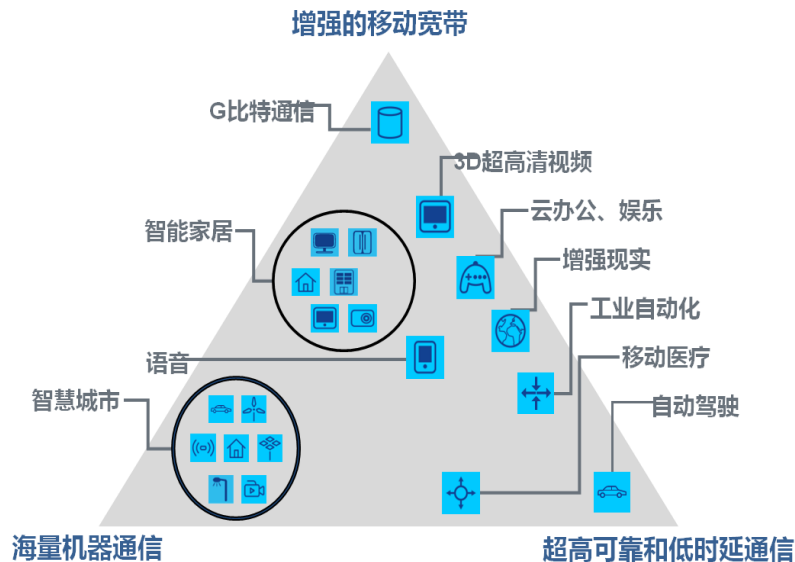 增强的移动宽带
G比特通信
3D超高清视频
云办公、娱乐
智能家居
增强现实
工业自动化
语音
移动医疗
智慧城市
自动驾驶
海量机器通信
超高可靠和低时延通信